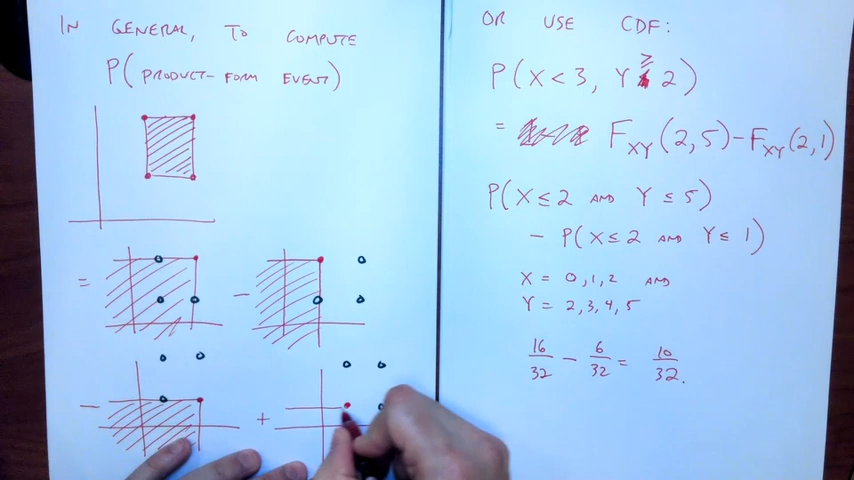 IN GENERAL, TO COMPUTE
P(PRODUCT-FORM EVENT)
=
−
−
+
OR USE CDF:
P(X < 3, Y ≥ 2)
= F_XY(2,5) − F_XY(2,1)
P(X ≤ 2 AND Y ≤ 5)
− P(X ≤ 2 AND Y ≤ 1)
X = 0,1,2 AND
Y = 2,3,4,5
16/32 − 6/32 = 10/32.